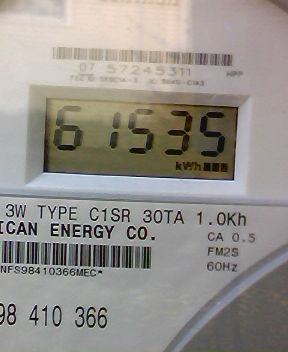 07 57245311 HPP
61535
kWh
3W TYPE C1SR 30TA 1.0Kh
ICAN ENERGY CO.
CA 0.5
FM2S
NFS98410366MEC*
60Hz
98 410 366